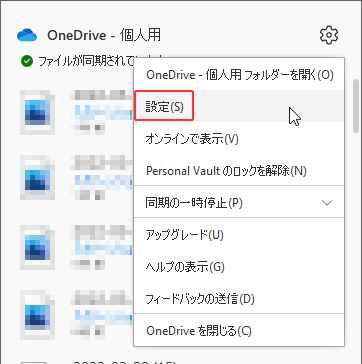 OneDrive - 個人用
ファイルが同期されて
OneDrive - 個人用 フォルダーを開く(O)
設定(S)
オンラインで表示(V)
Personal Vault のロックを解除(N)
同期の一時停止(P)
アップグレード(U)
ヘルプの表示(G)
フィードバックの送信(D)
OneDrive を閉じる(C)